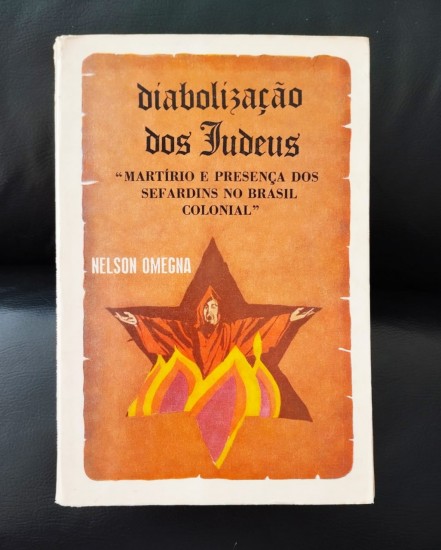 diabolização
dos Judeus
“MARTÍRIO E PRESENÇA DOS
SEFARDINS NO BRASIL
COLONIAL”
NELSON OMEGNA